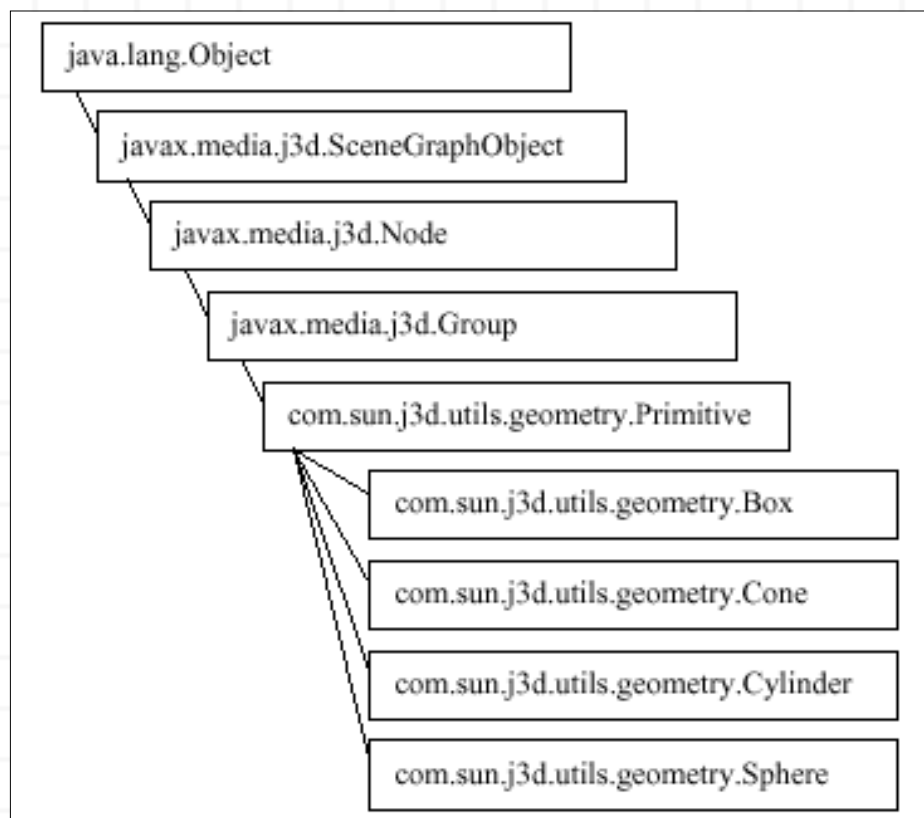 java.lang.Object
javax.media.j3d.SceneGraphObject
javax.media.j3d.Node
javax.media.j3d.Group
com.sun.j3d.utils.geometry.Primitive
com.sun.j3d.utils.geometry.Box
com.sun.j3d.utils.geometry.Cone
com.sun.j3d.utils.geometry.Cylinder
com.sun.j3d.utils.geometry.Sphere